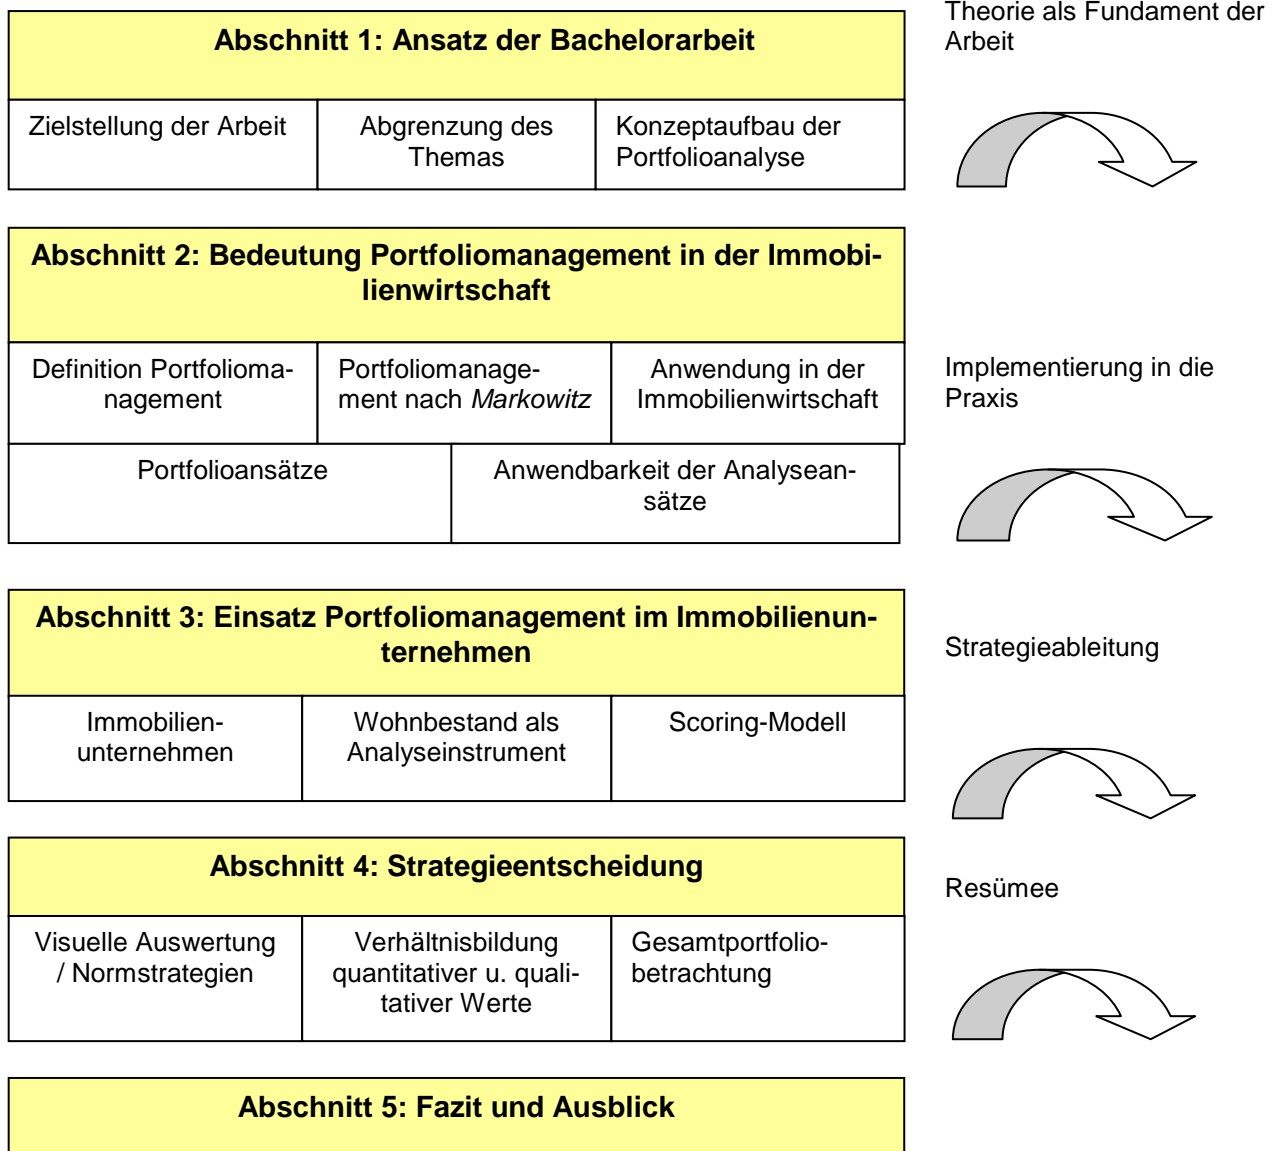 Theorie als Fundament der
Arbeit
Abschnitt 1: Ansatz der Bachelorarbeit
Zielstellung der Arbeit
Abgrenzung des
Themas
Konzeptaufbau der
Portfolioanalyse
Abschnitt 2: Bedeutung Portfoliomanagement in der Immobi-
lienwirtschaft
Definition Portfolioma-
nagement
Portfoliomanage-
ment nach Markowitz
Anwendung in der
Immobilienwirtschaft
Implementierung in die
Praxis
Portfolioansätze
Anwendbarkeit der Analysean-
sätze
Abschnitt 3: Einsatz Portfoliomanagement im Immobilienun-
ternehmen
Strategieableitung
Immobilien-
unternehmen
Wohnbestand als
Analyseinstrument
Scoring-Modell
Abschnitt 4: Strategieentscheidung
Resümee
Visuelle Auswertung
/ Normstrategien
Verhältnisbildung
quantitativer u. quali-
tativer Werte
Gesamtportfolio-
betrachtung
Abschnitt 5: Fazit und Ausblick